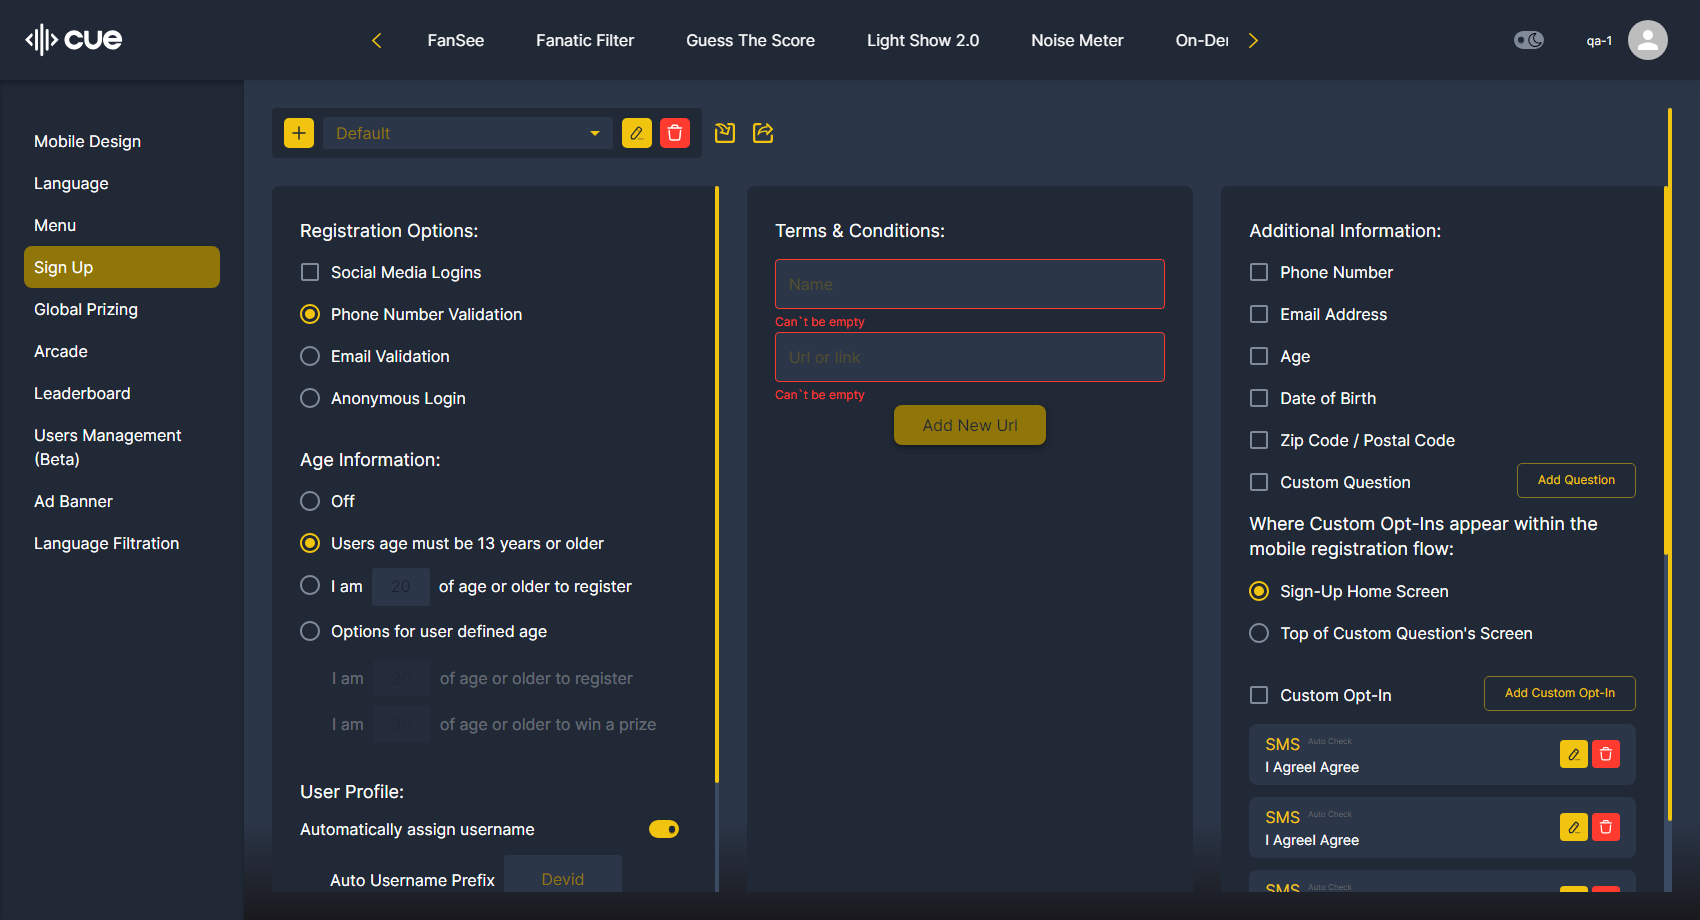 cue
FanSee
Fanatic Filter
Guess The Score
Light Show 2.0
Noise Meter
On-Der
qa-1
Mobile Design
Language
Menu
Sign Up
Global Prizing
Arcade
Leaderboard
Users Management
(Beta)
Ad Banner
Language Filtration
Default
Registration Options:
Social Media Logins
Phone Number Validation
Email Validation
Anonymous Login
Age Information:
Off
Users age must be 13 years or older
I am 20 of age or older to register
Options for user defined age
I am 20 of age or older to register
I am of age or older to win a prize
User Profile:
Automatically assign username
Auto Username Prefix Devid
Terms & Conditions:
Name
Can`t be empty
Url or link
Can`t be empty
Add New Url
Additional Information:
Phone Number
Email Address
Age
Date of Birth
Zip Code / Postal Code
Custom Question
Add Question
Where Custom Opt-Ins appear within the
mobile registration flow:
Sign-Up Home Screen
Top of Custom Question's Screen
Custom Opt-In
Add Custom Opt-In
SMS Auto Check
I AgreeI Agree
SMS Auto Check
I AgreeI Agree
SMS Auto Check